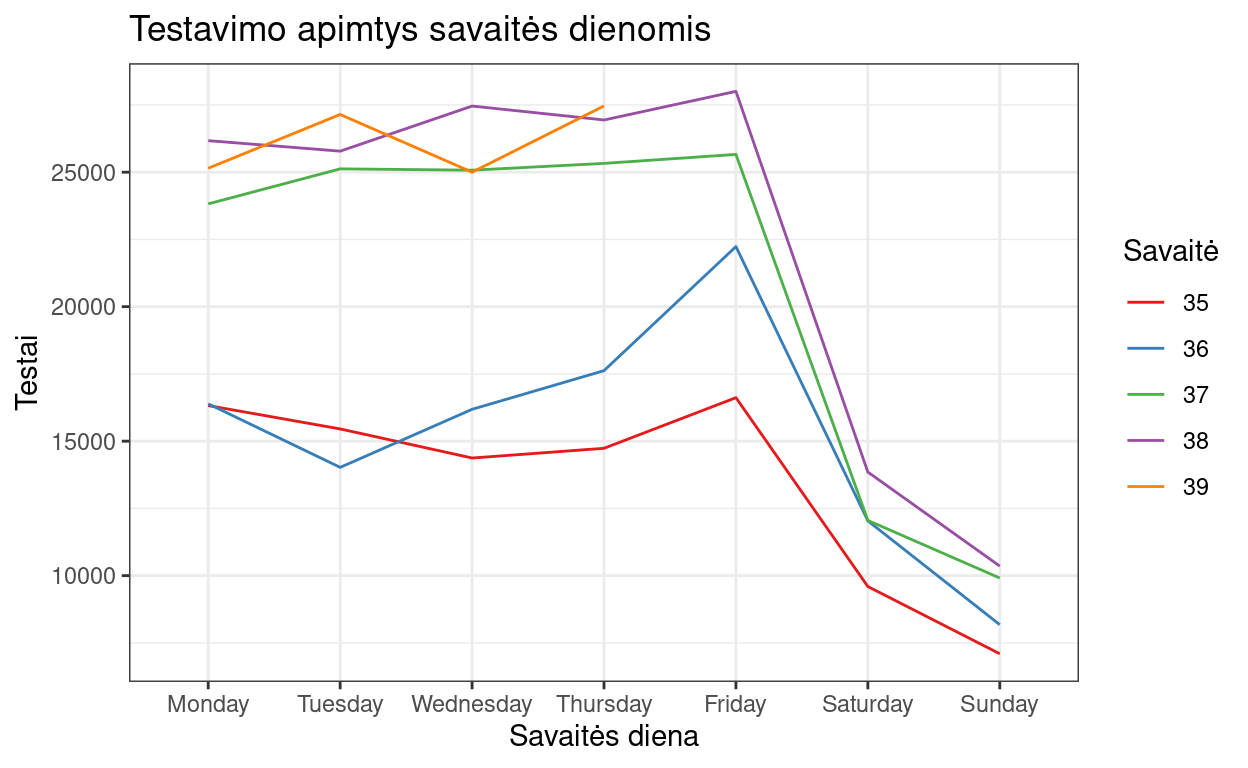 Testavimo apimtys savaitės dienomis
Testai
25000
20000
15000
10000
Monday
Tuesday
Wednesday
Thursday
Friday
Saturday
Sunday
Savaitės diena
Savaitė
35
36
37
38
39